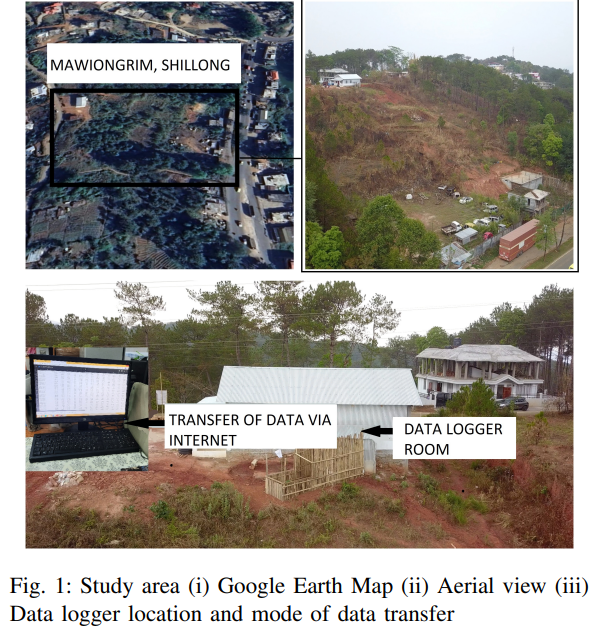 MAWIONGRIM, SHILLONG
TRANSFER OF DATA VIA
INTERNET
DATA LOGGER
ROOM
Fig. 1: Study area (i) Google Earth Map (ii) Aerial view (iii)
Data logger location and mode of data transfer